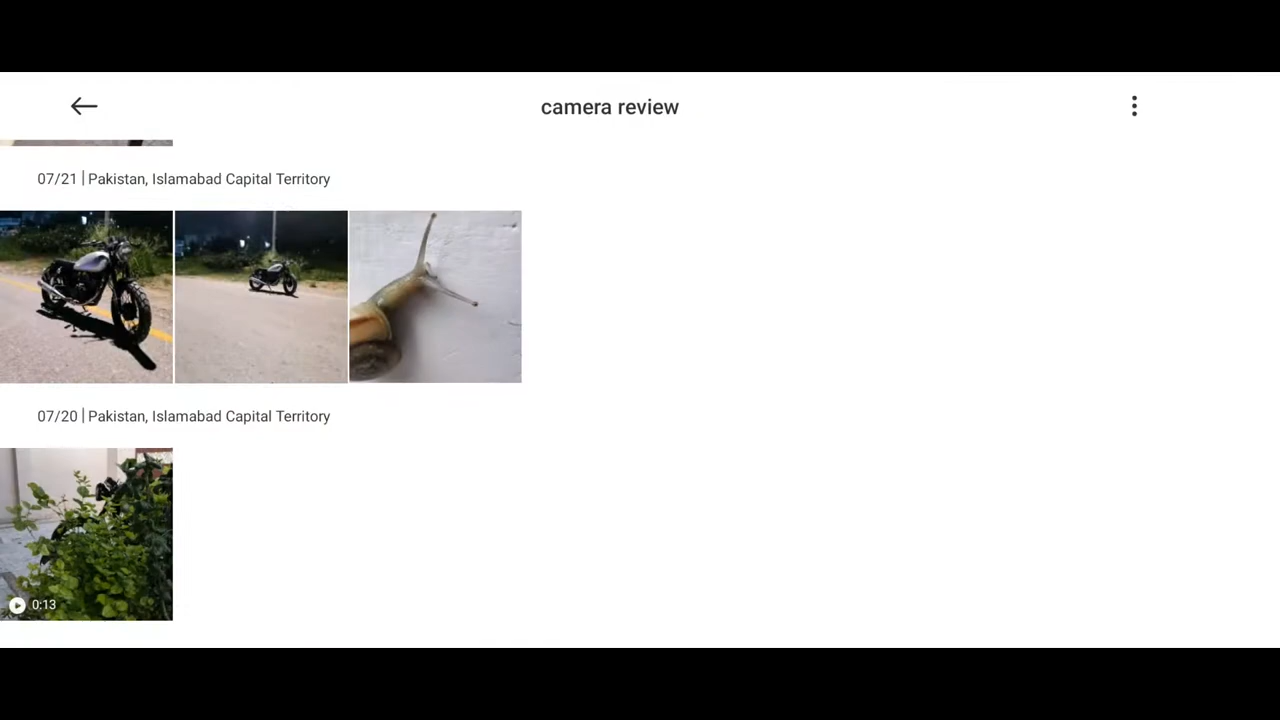 camera review
07/21 | Pakistan, Islamabad Capital Territory
07/20 | Pakistan, Islamabad Capital Territory
0:13